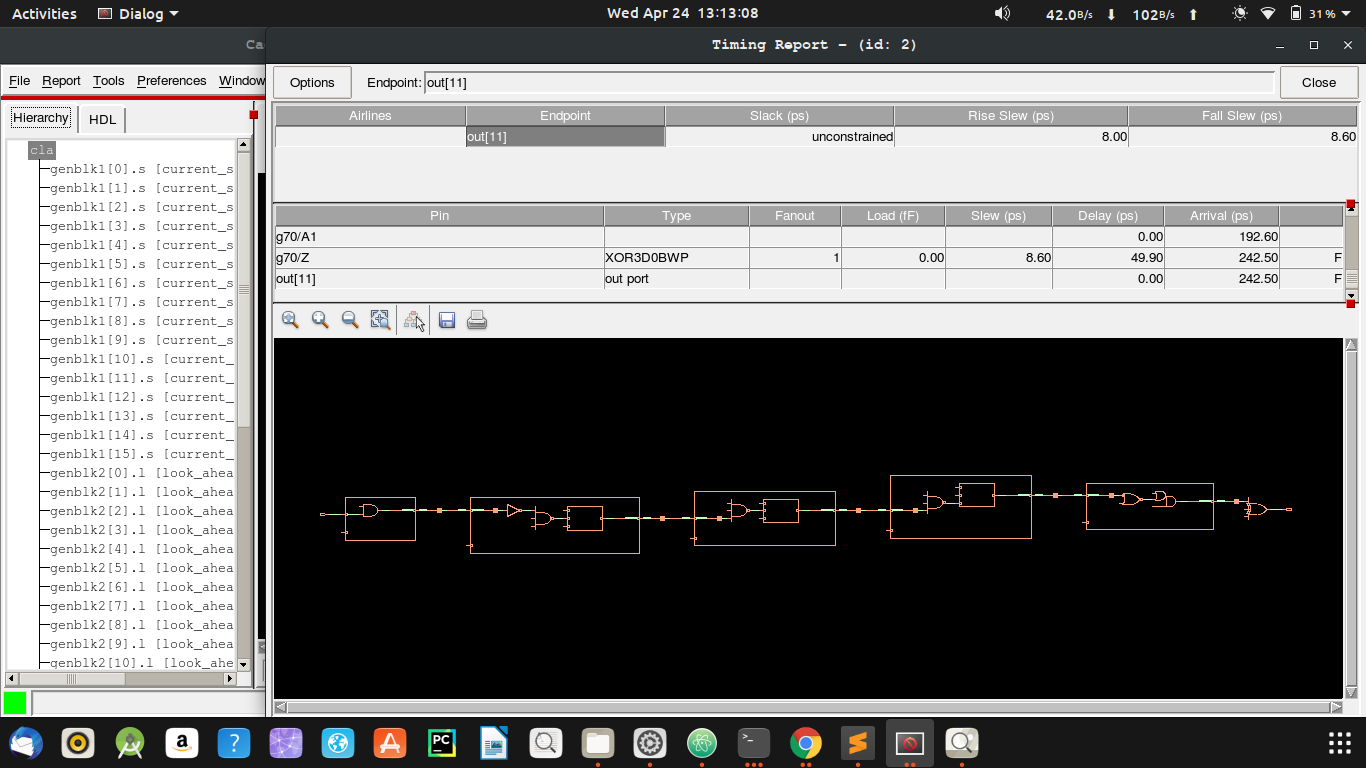 Activities Dialog Wed Apr 24 13:13:08 42.0B/s 102B/s 31%
Ca
Timing Report - (id: 2)
File Report Tools Preferences Window
Options Endpoint: out[11] Close
Hierarchy HDL
Airlines Endpoint Slack (ps) Rise Slew (ps) Fall Slew (ps)
out[11] unconstrained 8.00 8.60
Pin Type Fanout Load (fF) Slew (ps) Delay (ps) Arrival (ps)
g70/A1 0.00 192.60
g70/Z XOR3D0BWP 1 0.00 8.60 49.90 242.50 F
out[11] out port 0.00 242.50 F
cla
genblk1[0].s [current_s
genblk1[1].s [current_s
genblk1[2].s [current_s
genblk1[3].s [current_s
genblk1[4].s [current_s
genblk1[5].s [current_s
genblk1[6].s [current_s
genblk1[7].s [current_s
genblk1[8].s [current_s
genblk1[9].s [current_s
genblk1[10].s [current_
genblk1[11].s [current_
genblk1[12].s [current_
genblk1[13].s [current_
genblk1[14].s [current_
genblk1[15].s [current_
genblk2[0].l [look_ahea
genblk2[1].l [look_ahea
genblk2[2].l [look_ahea
genblk2[3].l [look_ahea
genblk2[4].l [look_ahea
genblk2[5].l [look_ahea
genblk2[6].l [look_ahea
genblk2[7].l [look_ahea
genblk2[8].l [look_ahea
genblk2[9].l [look_ahea
genblk2[10].l [look_ahe
a ? A PC >_ S